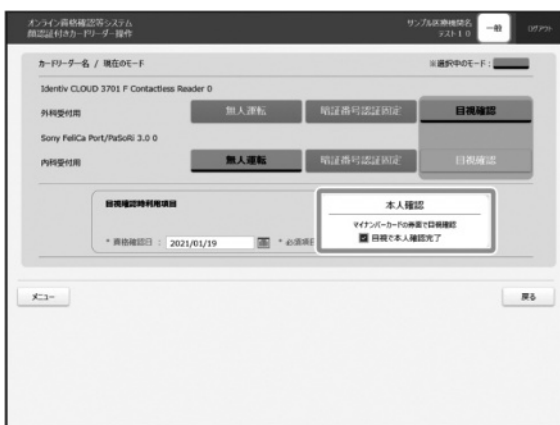 オンライン資格確認等システム
顔認証付きカードリーダー操作
サンプル医療機関名
テスト10
一般
ログアウト
カードリーダー名 / 現在のモード
※選択中のモード:
Identiv CLOUD 3701 F Contactless Reader 0
外科受付用
無人運転
暗証番号認証固定
目視確認
Sony FeliCa Port/PaSoRi 3.0 0
内科受付用
無人運転
暗証番号認証固定
目視確認
目視確認時利用項目
本人確認
マイナンバーカードの券面で目視確認
目視で本人確認完了
* 資格確認日 : 2021/01/19
* 必須項目
メニュー
戻る